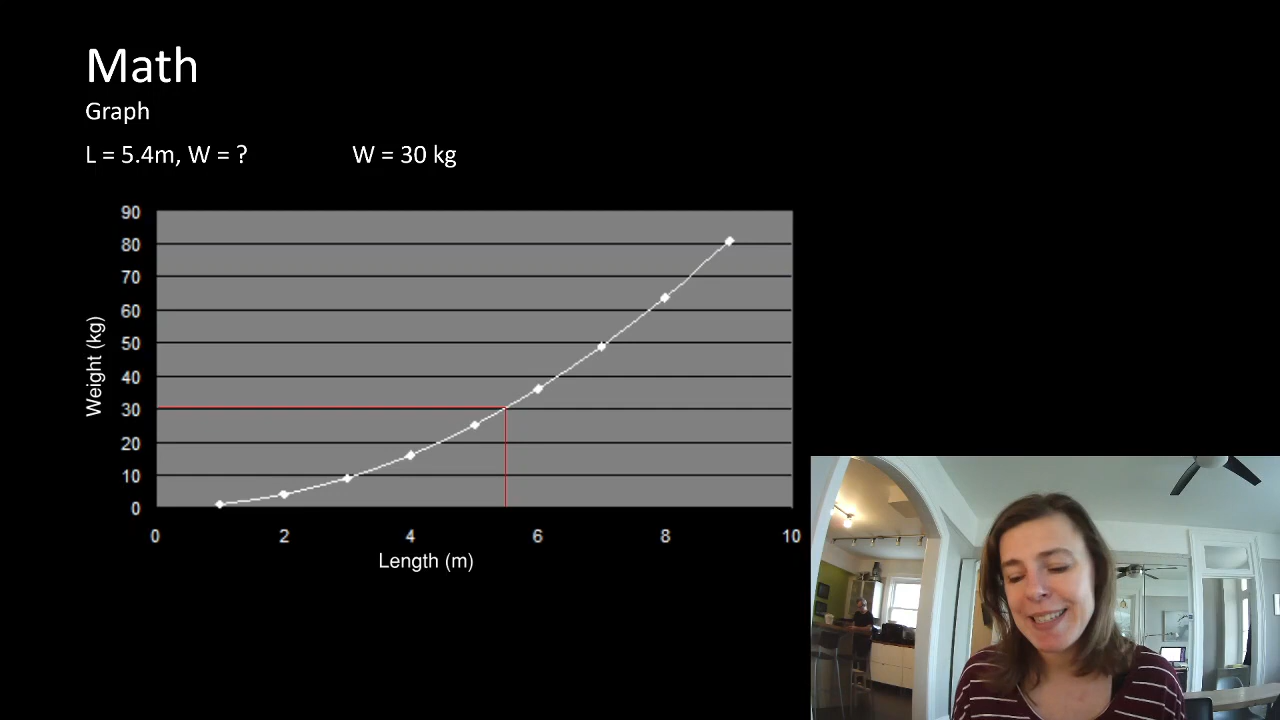 Math
Graph
L = 5.4m, W = ? W = 30 kg
90
80
70
60
50
40
30
20
10
0
Weight (kg)
0 2 4 6 8 10
Length (m)